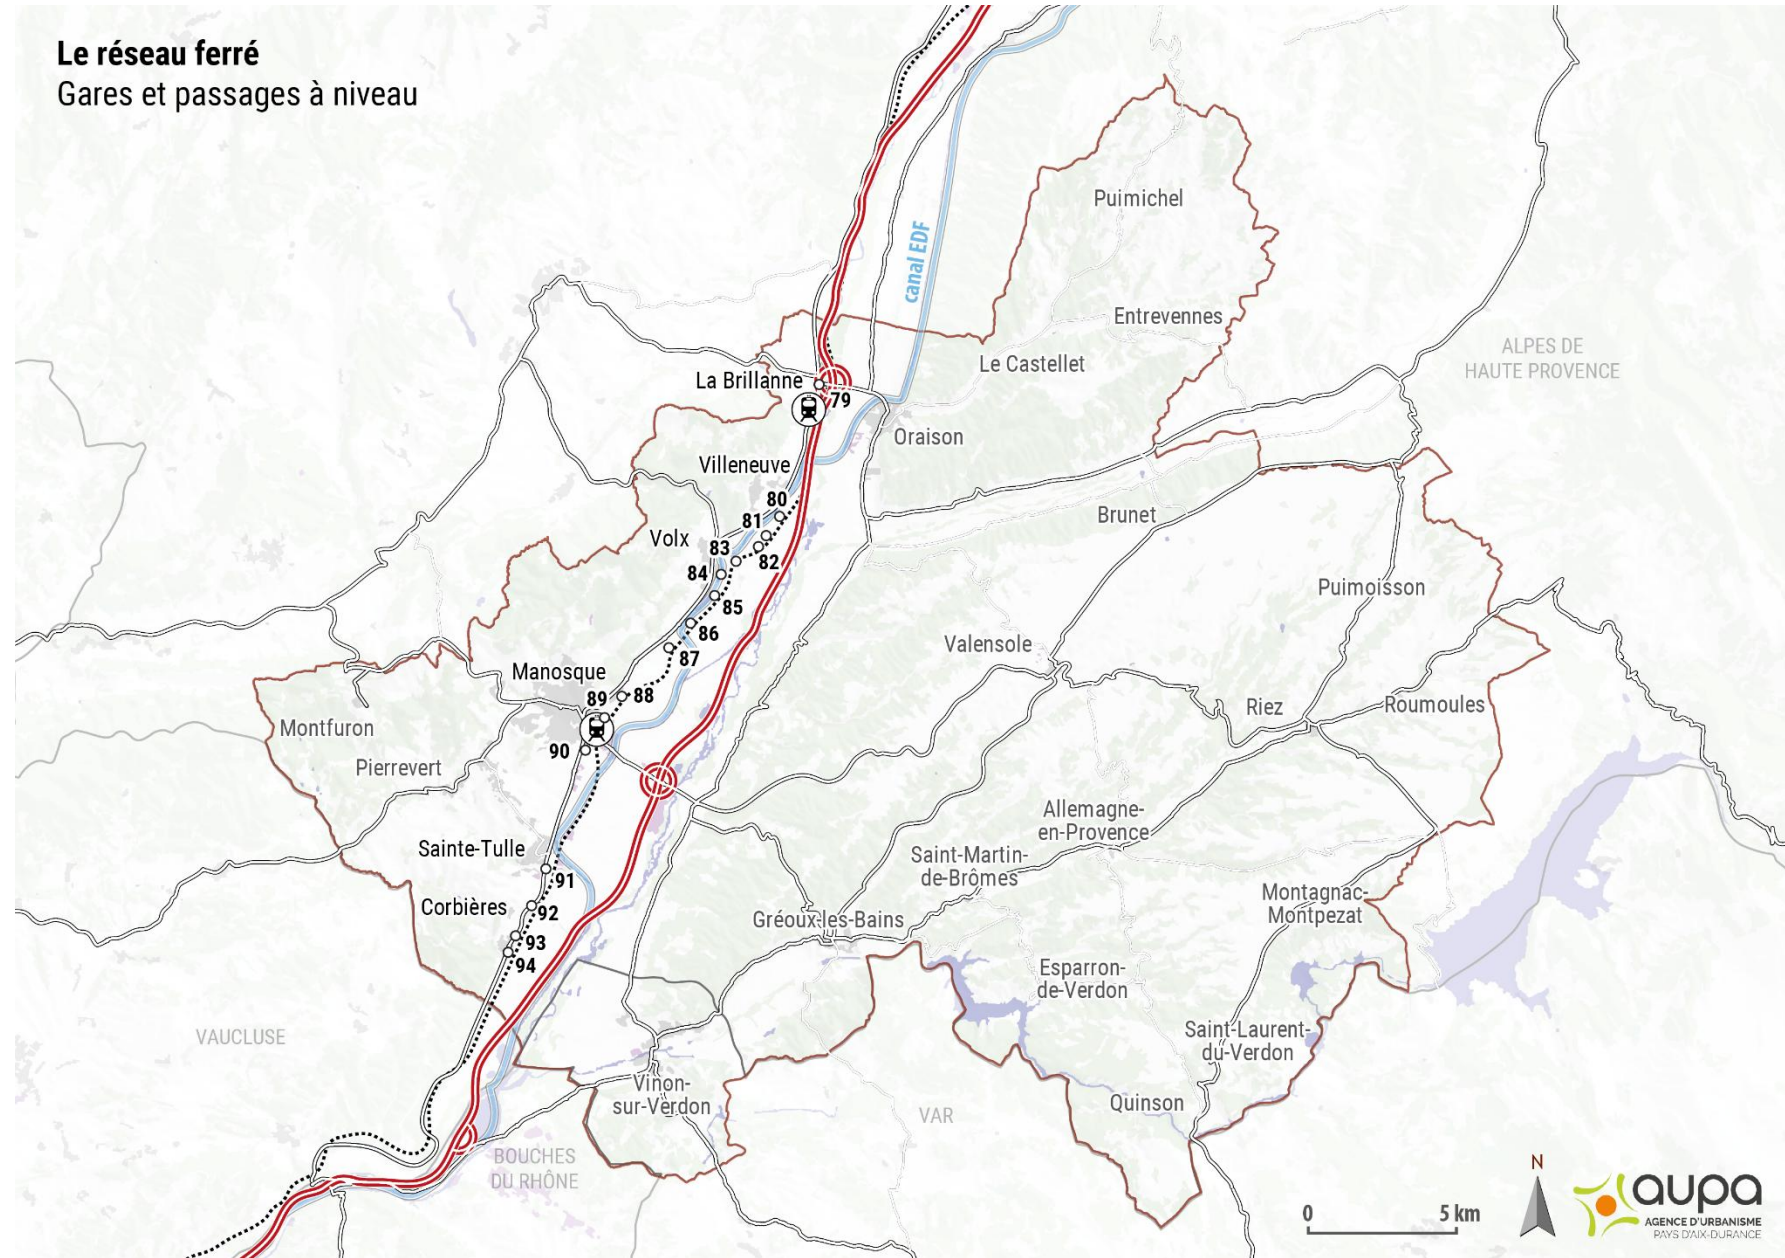 Le réseau ferré
Gares et passages à niveau
Puimichel
canal EDF
Entrevennes
ALPES DE
HAUTE PROVENCE
Le Castellet
La Brillanne
79
Oraison
Villeneuve
80
81
Brunet
Volx
83
82
84
Puimoisson
85
86
Valensole
87
Manosque
88
89
Riez
Roumoules
Montfuron
90
Pierrevert
Allemagne-
en-Provence
Sainte-Tulle
Saint-Martin-
de-Brômes
91
Montagnac-
Montpezat
Corbières
92
Gréoux-les-Bains
93
94
Esparron-
de-Verdon
VAUCLUSE
Saint-Laurent-
du-Verdon
Vinon-
sur-Verdon
Quinson
VAR
BOUCHES
DU RHÔNE
N
0
5 km
aupa
AGENCE D'URBANISME
PAYS D'AIX-DURANCE